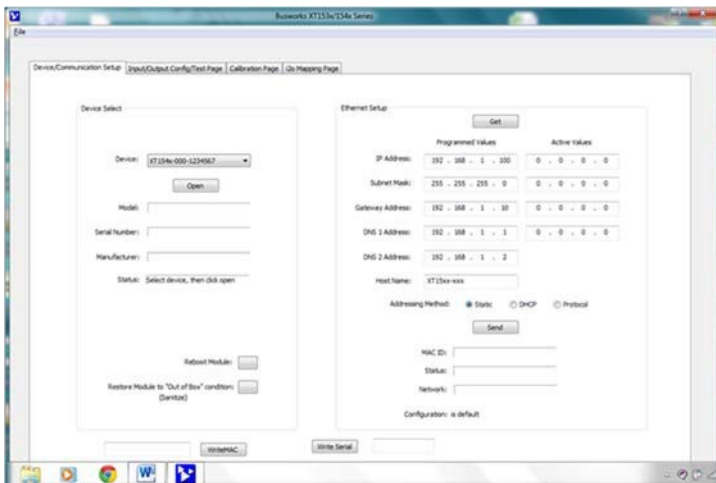 Busworks XT153x/154x Series
File
Device/Communication Setup Input/Output Config/Test Page Calibration Page i2o Mapping Page
Device Select
Device: XT154x-000-1234567
Open
Model:
Serial Number:
Manufacturer:
Status: Select device, then click open
Reboot Module:
Restore Module to "Out of Box" condition:
(Sanitize)
Ethernet Setup
Get
Programmed Values Active Values
IP Address: 192 . 168 . 1 . 100 0 . 0 . 0 . 0
Subnet Mask: 255 . 255 . 255 . 0 0 . 0 . 0 . 0
Gateway Address: 192 . 168 . 1 . 10 0 . 0 . 0 . 0
DNS 1 Address: 192 . 168 . 1 . 1 0 . 0 . 0 . 0
DNS 2 Address: 192 . 168 . 1 . 2
Host Name: XT15xx-xxx
Addressing Method: Static DHCP Protocol
Send
MAC ID:
Status:
Network:
Configuration: is default
WriteMAC Write Serial
W